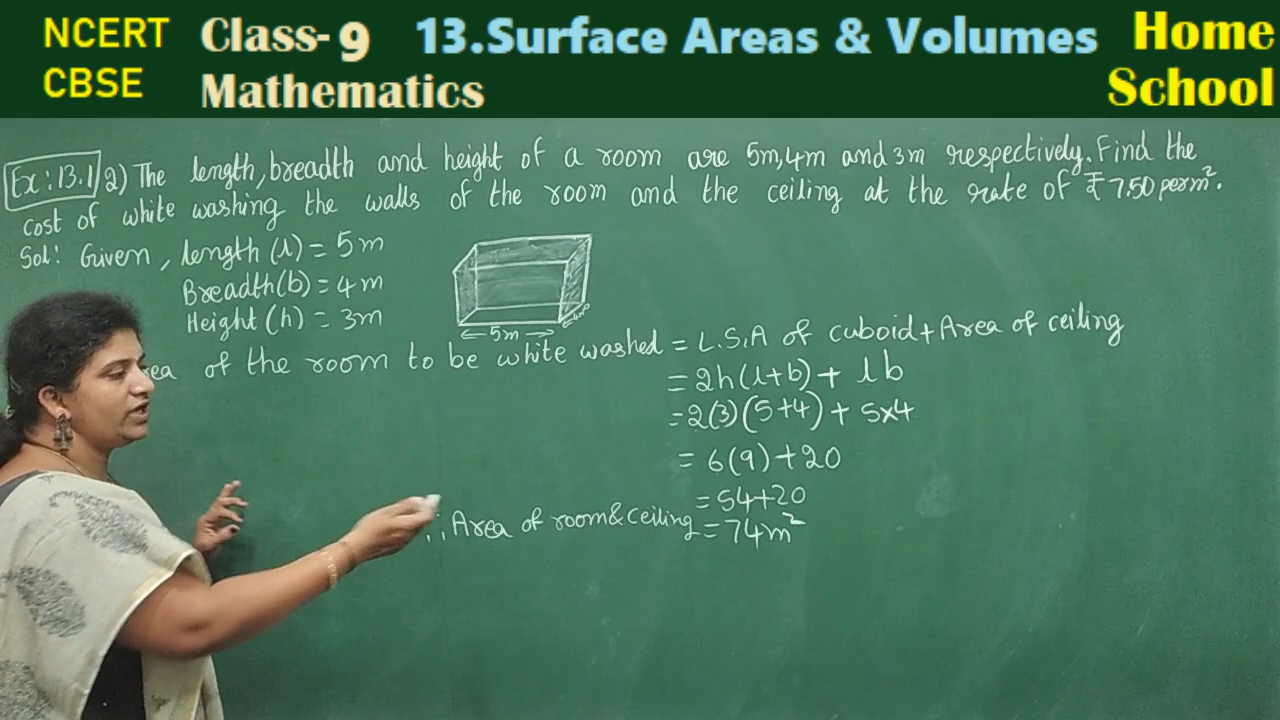 NCERT Class-9 13.Surface Areas & Volumes Home
CBSE Mathematics School
Ex:13.1 2) The length, breadth and height of a room are 5m,4m and 3m respectively. Find the
cost of white washing the walls of the room and the ceiling at the rate of ₹7.50 per m².
Sol: Given, length (l) = 5m
Breadth(b) = 4m
Height (h) = 3m
5m 4m
ea of the room to be white washed = L.S.A of cuboid + Area of ceiling
= 2h(l+b) + lb
= 2(3)(5+4) + 5x4
= 6(9)+20
= 54+20
∴ Area of room & ceiling = 74m²